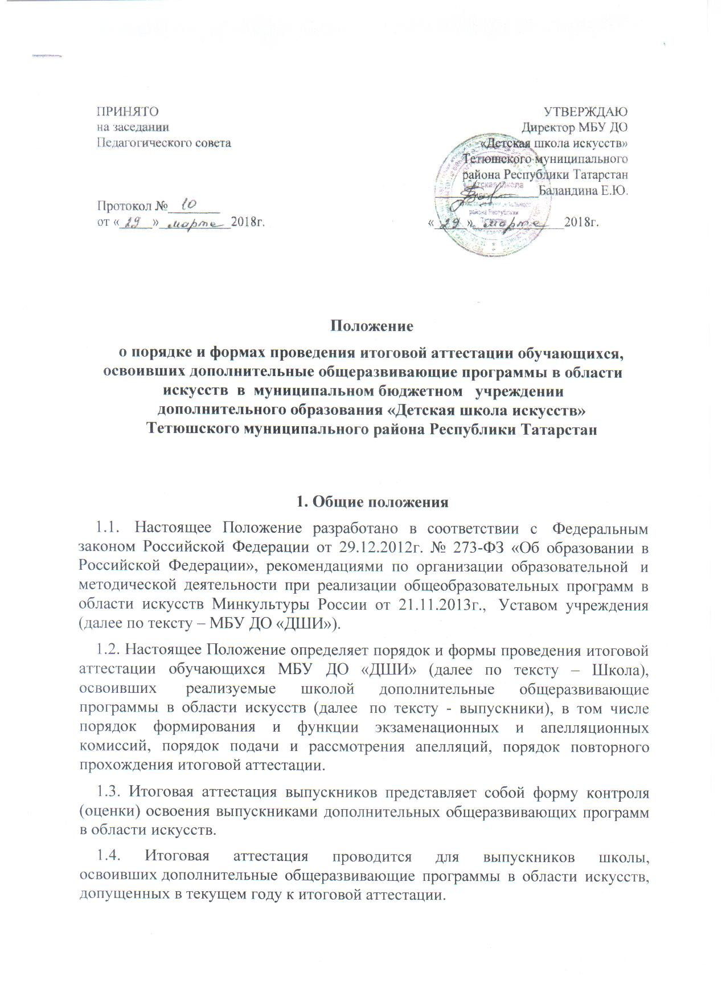 ПРИНЯТО
на заседании
Педагогического совета
Протокол № 10
от « 29 » марта 2018г.
УТВЕРЖДАЮ
Директор МБУ ДО
«Детская школа искусств»
Тетюшского муниципального
района Республики Татарстан
Баландина Е.Ю.
« 29 » марта 2018г.
Положение
о порядке и формах проведения итоговой аттестации обучающихся,
освоивших дополнительные общеразвивающие программы в области
искусств в муниципальном бюджетном учреждении
дополнительного образования «Детская школа искусств»
Тетюшского муниципального района Республики Татарстан
1. Общие положения
1.1. Настоящее Положение разработано в соответствии с Федеральным
законом Российской Федерации от 29.12.2012г. № 273-ФЗ «Об образовании в
Российской Федерации», рекомендациями по организации образовательной и
методической деятельности при реализации общеобразовательных программ в
области искусств Минкультуры России от 21.11.2013г., Уставом учреждения
(далее по тексту – МБУ ДО «ДШИ»).
1.2. Настоящее Положение определяет порядок и формы проведения итоговой
аттестации обучающихся МБУ ДО «ДШИ» (далее по тексту – Школа),
освоивших реализуемые школой дополнительные общеразвивающие
программы в области искусств (далее по тексту - выпускники), в том числе
порядок формирования и функции экзаменационных и апелляционных
комиссий, порядок подачи и рассмотрения апелляций, порядок повторного
прохождения итоговой аттестации.
1.3. Итоговая аттестация выпускников представляет собой форму контроля
(оценки) освоения выпускниками дополнительных общеразвивающих программ
в области искусств.
1.4. Итоговая аттестация проводится для выпускников школы,
освоивших дополнительные общеразвивающие программы в области искусств,
допущенных в текущем году к итоговой аттестации.